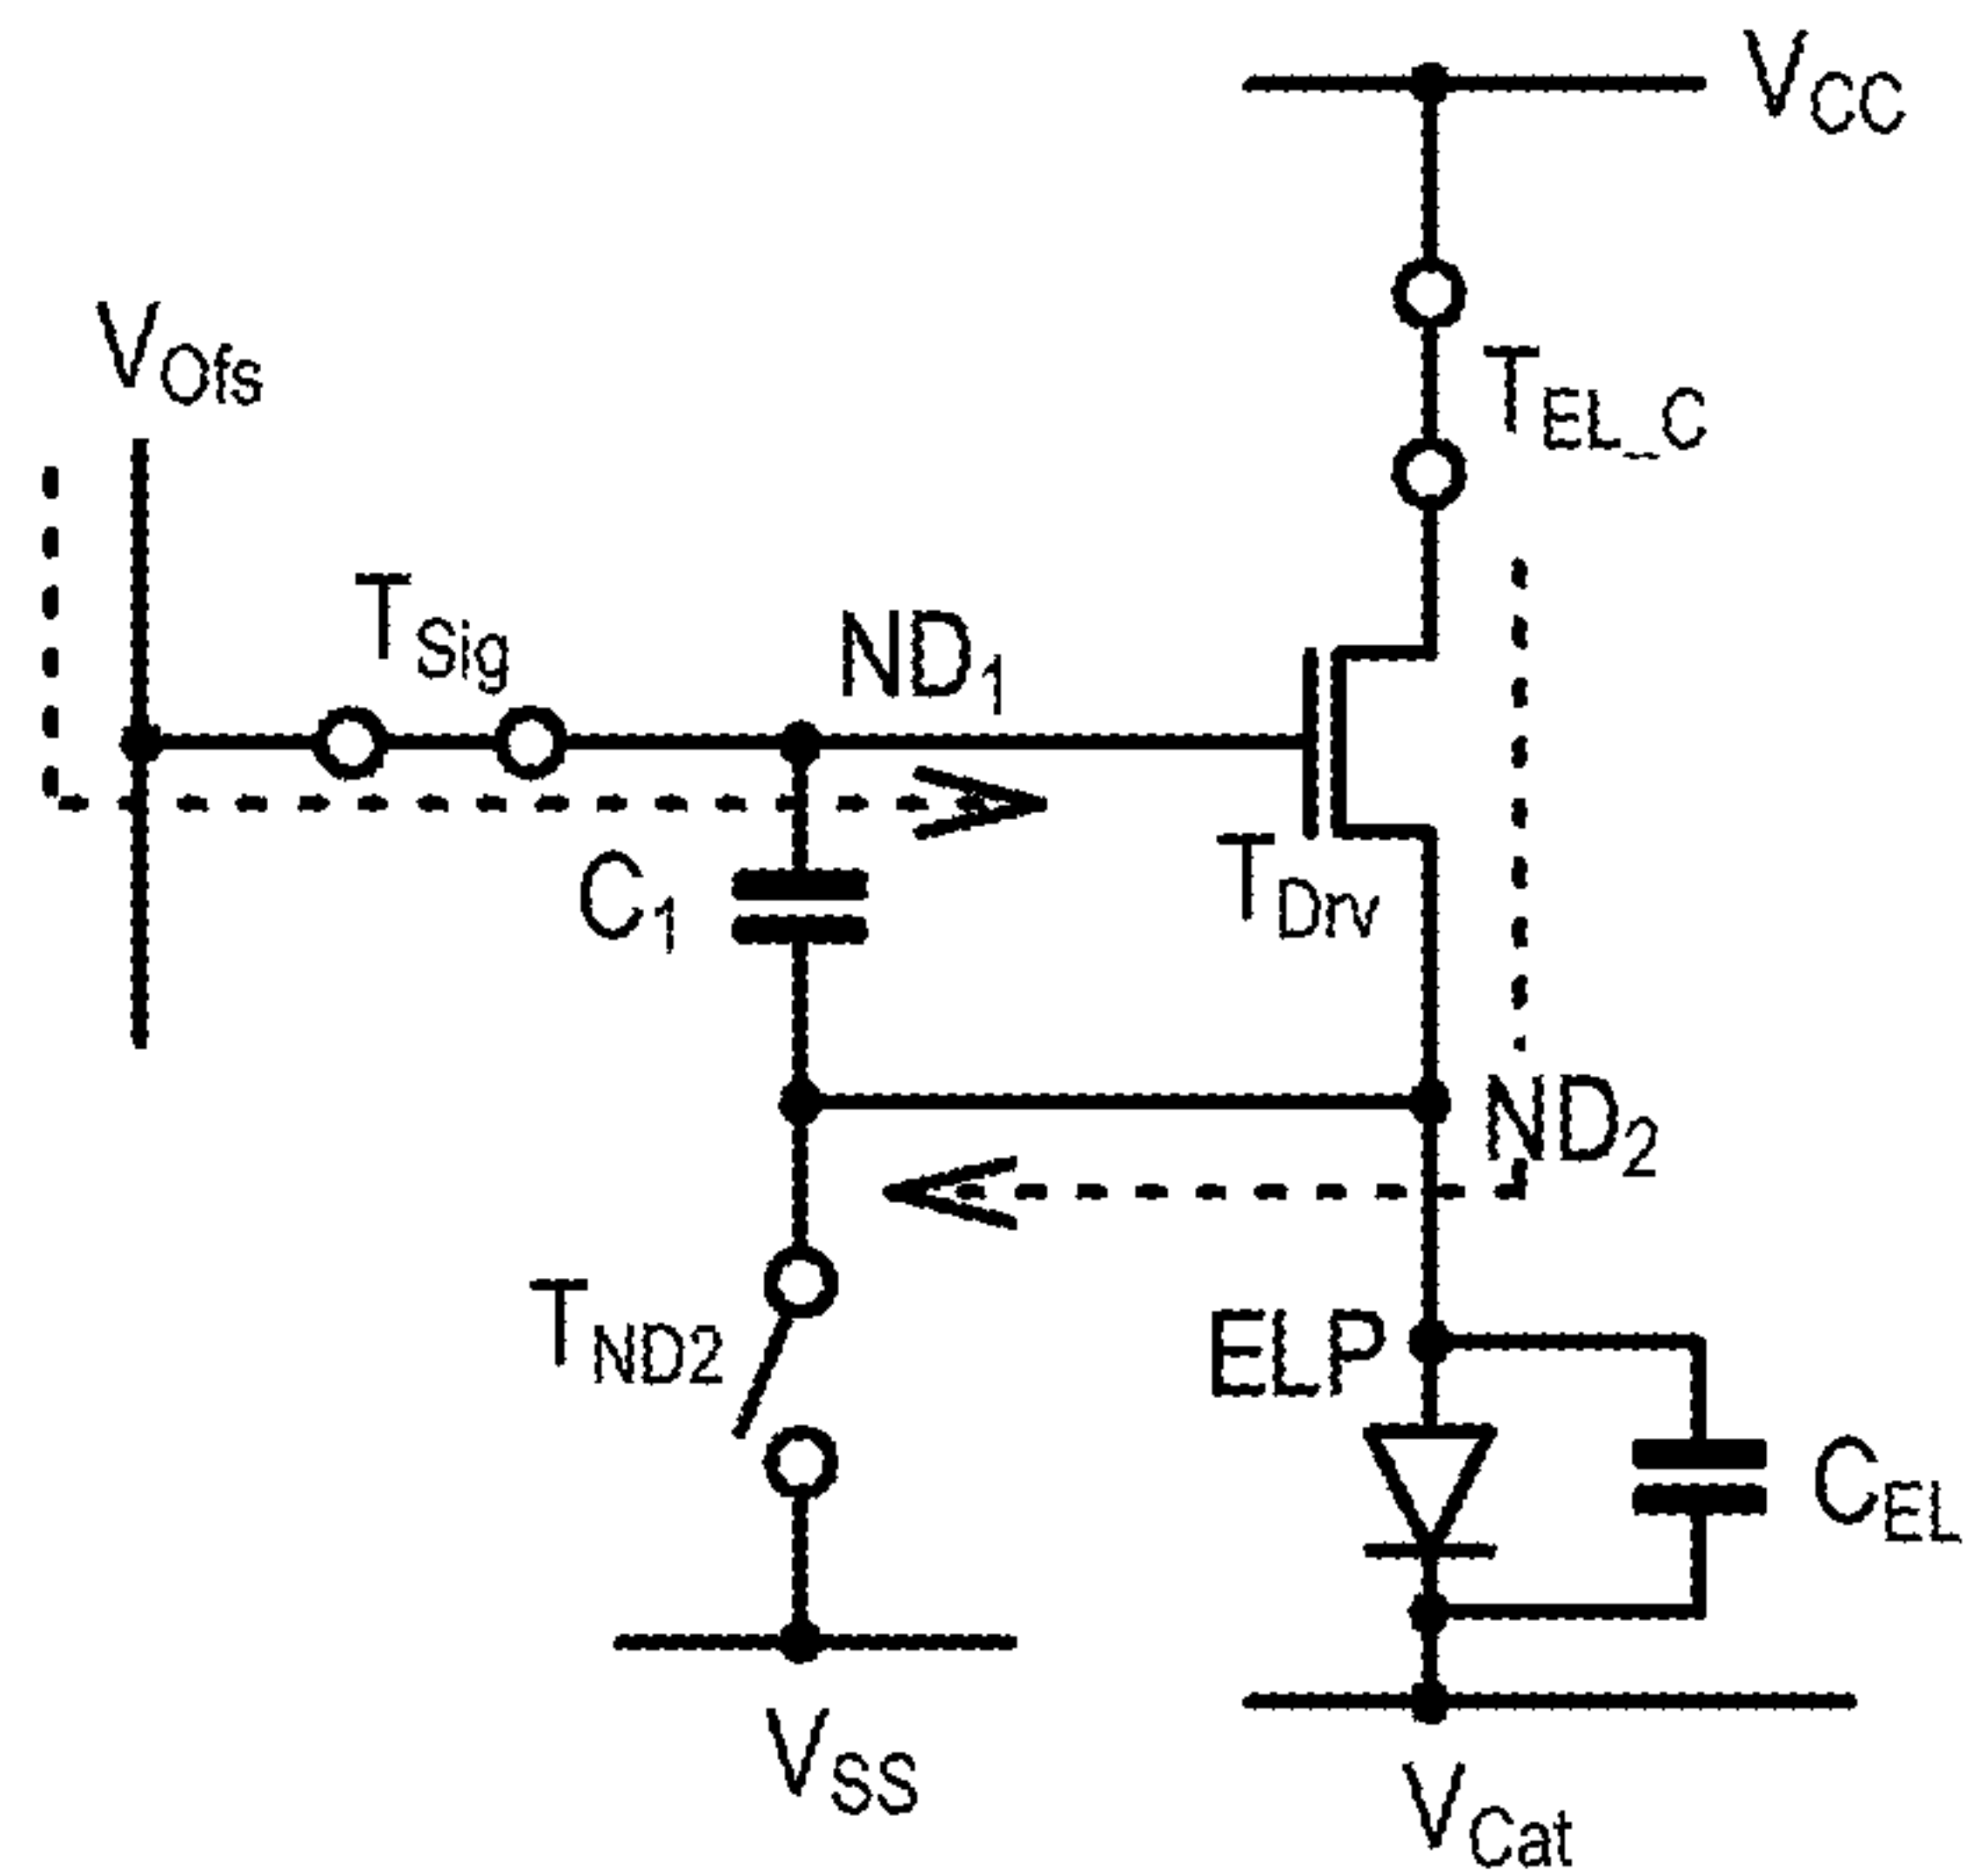 VCC
VOfs
TEL_C
TSig
ND1
C1
TDrv
ND2
TND2
ELP
CEL
VSS
VCat